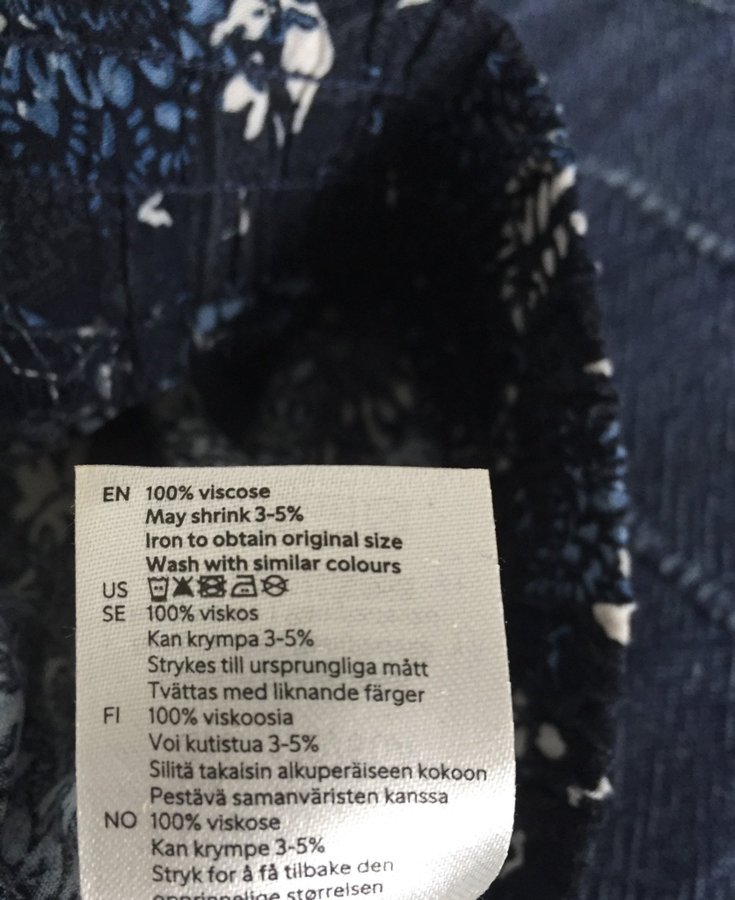 EN 100% viscose
May shrink 3-5%
Iron to obtain original size
Wash with similar colours
US
SE 100% viskos
Kan krympa 3-5%
Strykes till ursprungliga mått
Tvättas med liknande färger
FI 100% viskoosia
Voi kutistua 3-5%
Silitä takaisin alkuperäiseen kokoon
Pestävä samanväristen kanssa
NO 100% viskose
Kan krympe 3-5%
Stryk for å få tilbake den
opprinnelige størrelsen